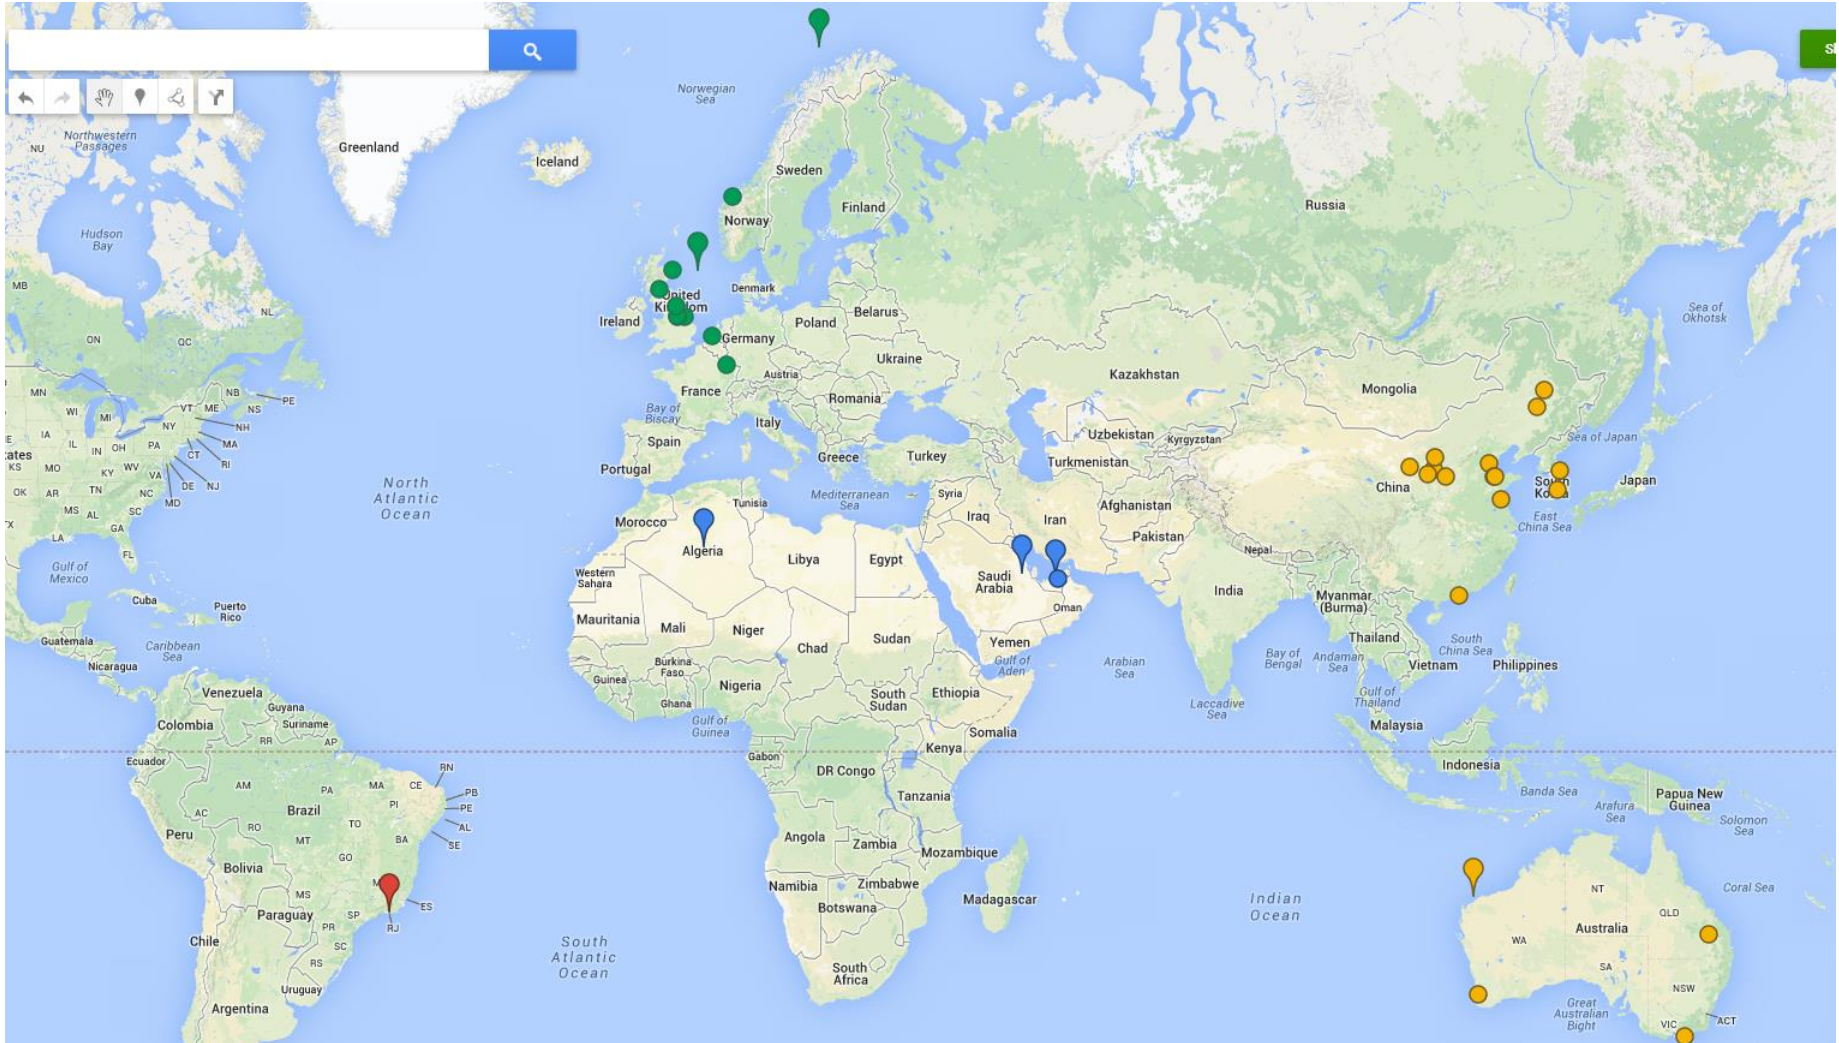 Sl
Norwegian
Sea
Northwestern
Passages
NU
Greenland
Iceland
Sweden
Finland
Norway
Russia
Hudson
Bay
MB
NL
ON
QC
United
Denmark
Ireland
Poland
Belarus
Germany
Ukraine
Austria
France
Romania
Bay of
Biscay
Italy
Spain
Portugal
Greece
Turkey
Kazakhstan
Mongolia
Sea of
Okhotsk
Uzbekistan
Kyrgyzstan
Turkmenistan
Sea of Japan
Japan
China
East
China Sea
MN
WI
MI
VT
ME
NB
NS
PE
NH
NY
MA
RI
CT
NJ
DE
MD
IA
IL
IN
OH
PA
tates
KS
MO
KY
WV
VA
OK
AR
TN
NC
MS
AL
SC
GA
LA
FL
North
Atlantic
Ocean
Gulf of
Mexico
Cuba
Puerto
Rico
Guatemala
Caribbean
Sea
Nicaragua
Tunisia
Mediterranean
Sea
Morocco
Algeria
Libya
Egypt
Western
Sahara
Syria
Iraq
Iran
Afghanistan
Pakistan
Nepal
Saudi
Arabia
Oman
Yemen
Gulf of
Aden
India
Myanmar
(Burma)
Thailand
Vietnam
South
China Sea
Philippines
Arabian
Sea
Bay of
Bengal
Andaman
Sea
Gulf of
Thailand
Laccadive
Sea
Malaysia
Indonesia
Mauritania
Mali
Niger
Chad
Sudan
Burkina
Faso
Guinea
Ghana
Nigeria
South
Sudan
Ethiopia
Gulf of
Guinea
Somalia
Kenya
Gabon
DR Congo
Tanzania
Angola
Zambia
Mozambique
Namibia
Zimbabwe
Botswana
Madagascar
South
Africa
Venezuela
Guyana
Suriname
Colombia
RR
AP
Ecuador
AM
PA
MA
CE
RN
PB
PE
AL
SE
PI
AC
RO
TO
BA
Brazil
Peru
MT
GO
Bolivia
MS
SP
ES
RJ
Paraguay
PR
SC
RS
Chile
Uruguay
Argentina
South
Atlantic
Ocean
Indian
Ocean
Banda Sea
Arafura
Sea
Papua New
Guinea
Solomon
Sea
Coral Sea
NT
QLD
Australia
WA
SA
NSW
Great
Australian
Bight
VIC
ACT